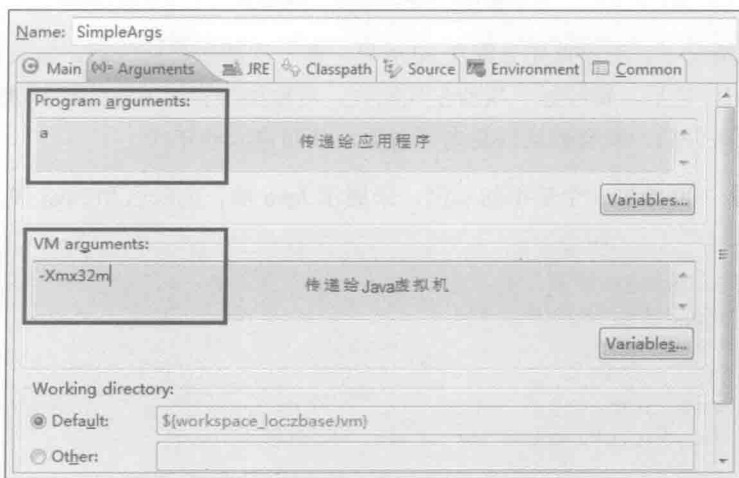 Name: SimpleArgs
Main (x)= Arguments JRE Classpath Source Environment Common
Program arguments:
a
传递给应用程序
Variables...
VM arguments:
-Xmx32m
传递给Java虚拟机
Variables...
Working directory:
Default: ${workspace_loc:zbaseJvm}
Other: